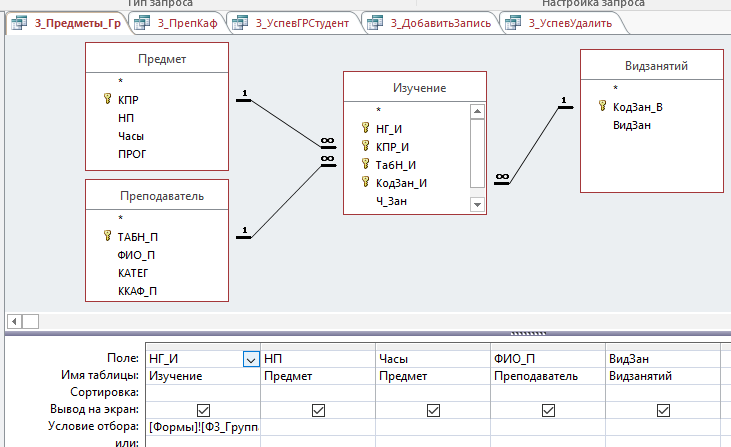 Тип запроса Настройка запроса
З_Предметы_Гр З_ПрепКаф З_УспевГРСтудент З_ДобавитьЗапись З_УспевУдалить
Предмет
*
КПР
НП
Часы
ПРОГ
Преподаватель
*
ТАБН_П
ФИО_П
КАТЕГ
ККАФ_П
Изучение
*
НГ_И
КПР_И
ТабН_И
КодЗан_И
Ч_Зан
Видзанятий
*
КодЗан_В
ВидЗан
1 ∞
1 ∞
1 ∞
Поле: НГ_И НП Часы ФИО_П ВидЗан
Имя таблицы: Изучение Предмет Предмет Преподаватель Видзанятий
Сортировка:
Вывод на экран:
Условие отбора: [Формы]![ФЗ_Групп
или: